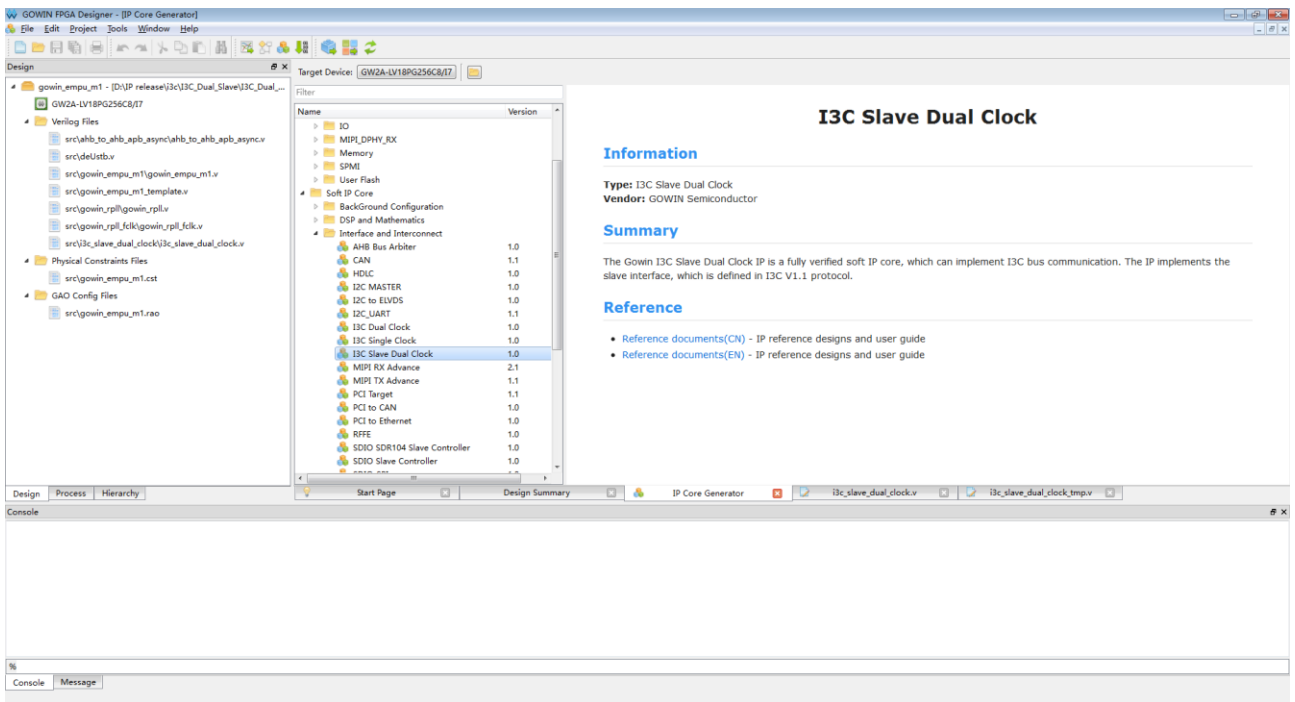 GOWIN FPGA Designer - [IP Core Generator]
File Edit Project Tools Window Help
Design
gowin_empu_m1 - [D:\IP release\i3c\I3C_Dual_Slave\I3C_Dual_...
GW2A-LV18PG256C8/I7
Verilog Files
src\ahb_to_ahb_apb_async\ahb_to_ahb_apb_async.v
src\deUstb.v
src\gowin_empu_m1\gowin_empu_m1.v
src\gowin_empu_m1_template.v
src\gowin_rpll\gowin_rpll.v
src\gowin_rpll_fclk\gowin_rpll_fclk.v
src\i3c_slave_dual_clock\i3c_slave_dual_clock.v
Physical Constraints Files
src\gowin_empu_m1.cst
GAO Config Files
src\gowin_empu_m1.rao
Design Process Hierarchy
Target Device: GW2A-LV18PG256C8/I7
Filter
Name Version
IO
MIPI_DPHY_RX
Memory
SPMI
User Flash
Soft IP Core
BackGround Configuration
DSP and Mathematics
Interface and Interconnect
AHB Bus Arbiter 1.0
CAN 1.1
HDLC 1.0
I2C MASTER 1.0
I2C to ELVDS 1.0
I2C_UART 1.1
I3C Dual Clock 1.0
I3C Single Clock 1.0
I3C Slave Dual Clock 1.0
MIPI RX Advance 2.1
MIPI TX Advance 1.1
PCI Target 1.1
PCI to CAN 1.0
PCI to Ethernet 1.0
RFFE 1.0
SDIO SDR104 Slave Controller 1.0
SDIO Slave Controller 1.0
I3C Slave Dual Clock
Information
Type: I3C Slave Dual Clock
Vendor: GOWIN Semiconductor
Summary
The Gowin I3C Slave Dual Clock IP is a fully verified soft IP core, which can implement I3C bus communication. The IP implements the
slave interface, which is defined in I3C V1.1 protocol.
Reference
• Reference documents(CN) - IP reference designs and user guide
• Reference documents(EN) - IP reference designs and user guide
Start Page Design Summary IP Core Generator i3c_slave_dual_clock.v i3c_slave_dual_clock_tmp.v
Console
%
Console Message